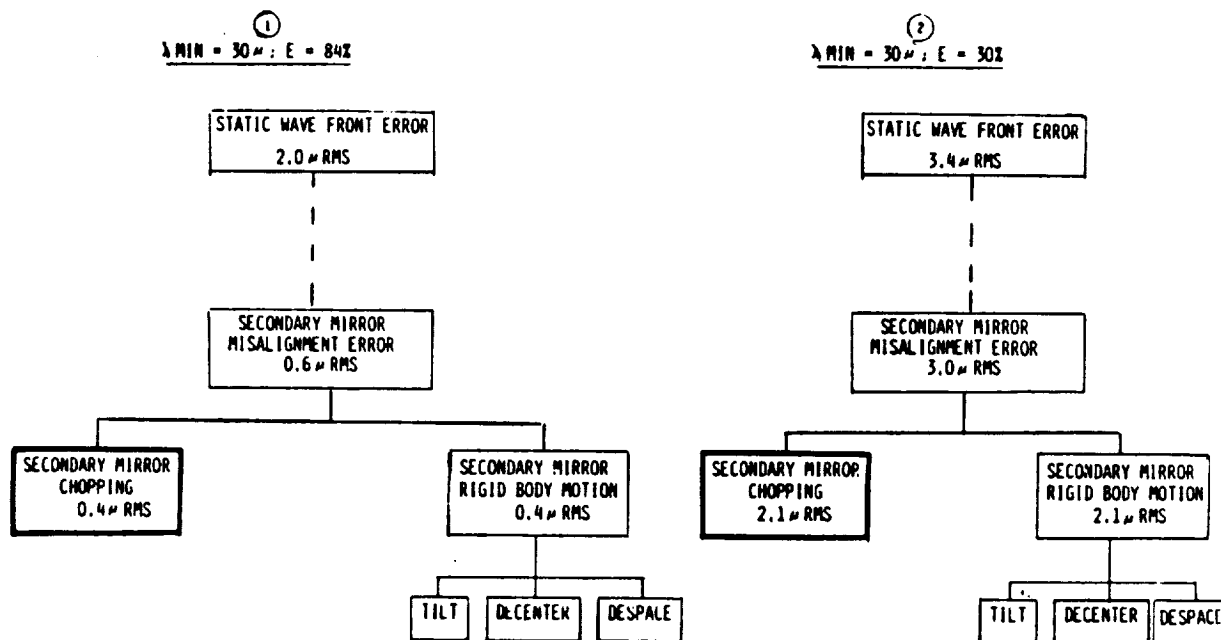 1
λ MIN = 30μ; E = 84%
STATIC WAVE FRONT ERROR
2.0 μ RMS
SECONDARY MIRROR
MISALIGNMENT ERROR
0.6 μ RMS
SECONDARY MIRROR
CHOPPING
0.4 μ RMS
SECONDARY MIRROR
RIGID BODY MOTION
0.4 μ RMS
TILT
DECENTER
DESPALE
2
λ MIN = 30μ; E = 30%
STATIC WAVE FRONT ERROR
3.4 μ RMS
SECONDARY MIRROR
MISALIGNMENT ERROR
3.0 μ RMS
SECONDARY MIRROR
CHOPPING
2.1 μ RMS
SECONDARY MIRROR
RIGID BODY MOTION
2.1 μ RMS
TILT
DECENTER
DESPACE